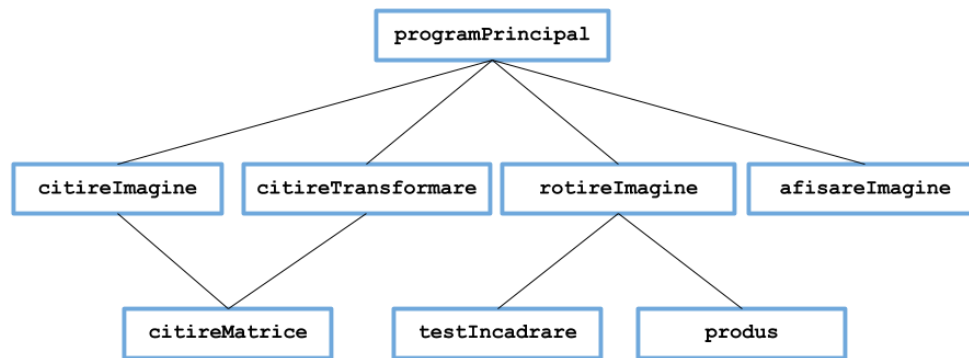 programPrincipal
citireImagine
citireTransformare
rotireImagine
afisareImagine
citireMatrice
testIncadrare
produs